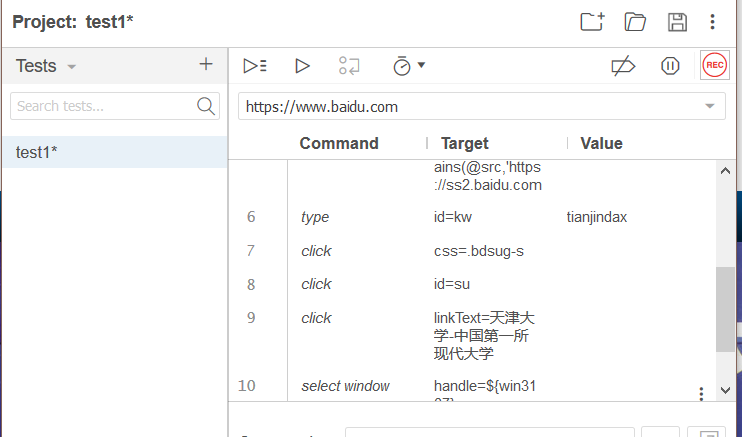 Project: test1*
Tests
Search tests...
test1*
REC
https://www.baidu.com
Command Target Value
ains(@src,'https
://ss2.baidu.com
6 type id=kw tianjindax
7 click css=.bdsug-s
8 click id=su
9 click linkText=天津大
学-中国第一所
现代大学
10 select window handle=${win31